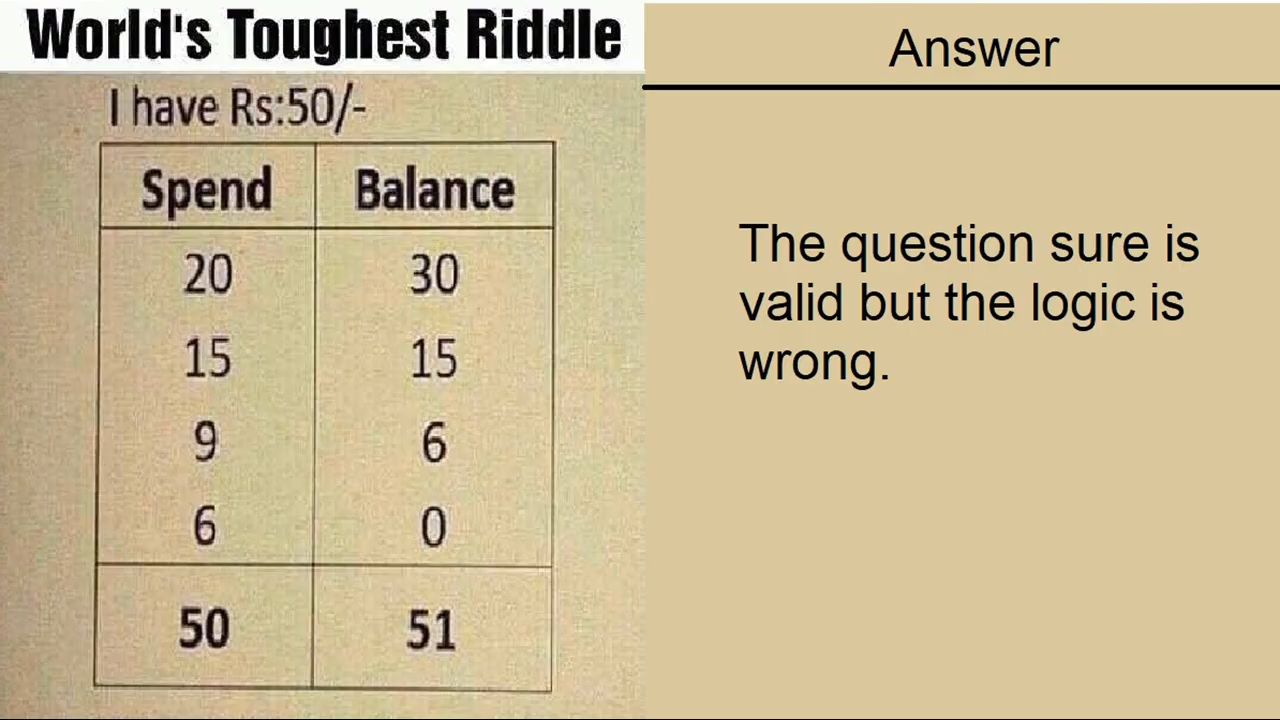 World's Toughest Riddle
I have Rs:50/-
Spend Balance
20 30
15 15
9 6
6 0
50 51
Answer
The question sure is
valid but the logic is
wrong.